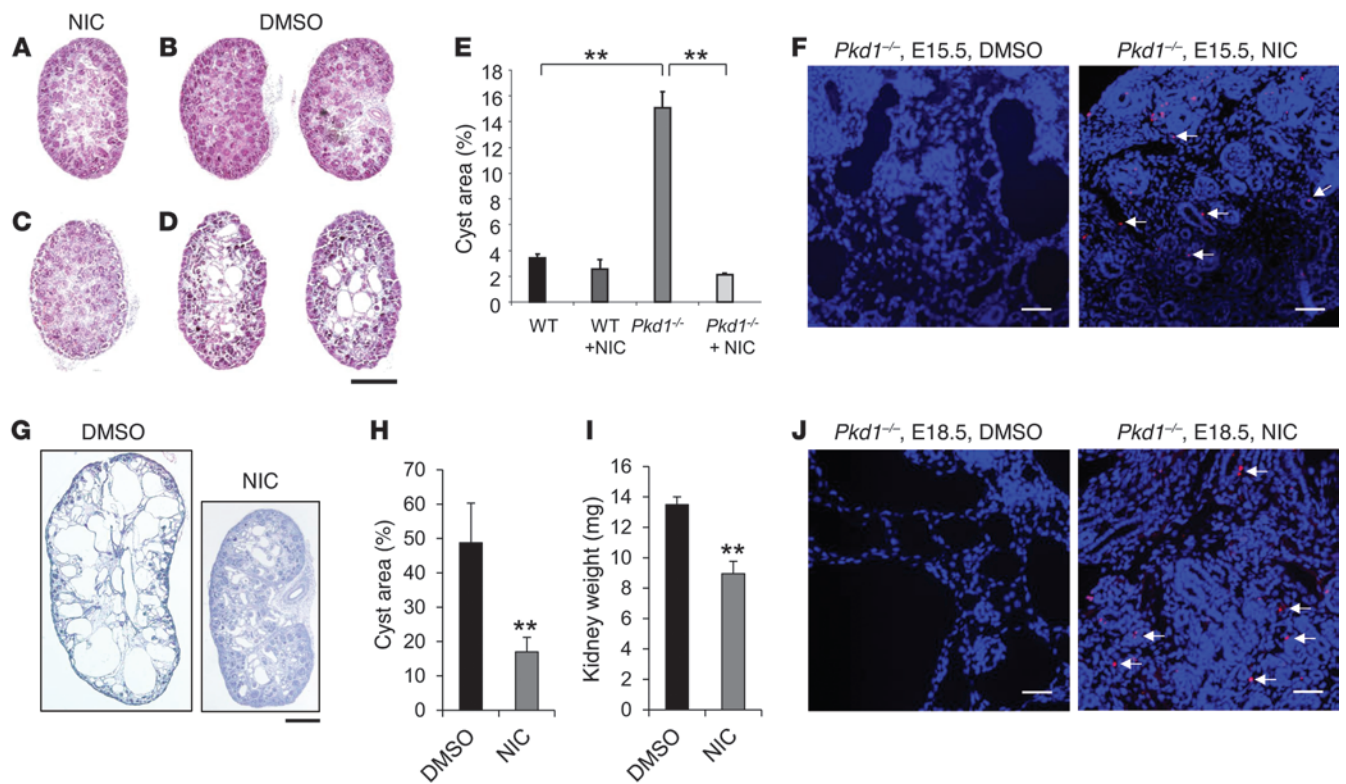 NIC DMSO
A B
C D
E
**
**
Cyst area (%)
18
16
14
12
10
8
6
4
2
0
WT WT Pkd1-/- Pkd1-/-
+NIC + NIC
F Pkd1–/–, E15.5, DMSO Pkd1–/–, E15.5, NIC
G
DMSO
NIC
H
Cyst area (%)
70
60
50
40
30
20
10
0
**
DMSO
NIC
I
Kidney weight (mg)
16
14
12
10
8
6
4
2
0
**
DMSO
NIC
J Pkd1–/–, E18.5, DMSO Pkd1–/–, E18.5, NIC